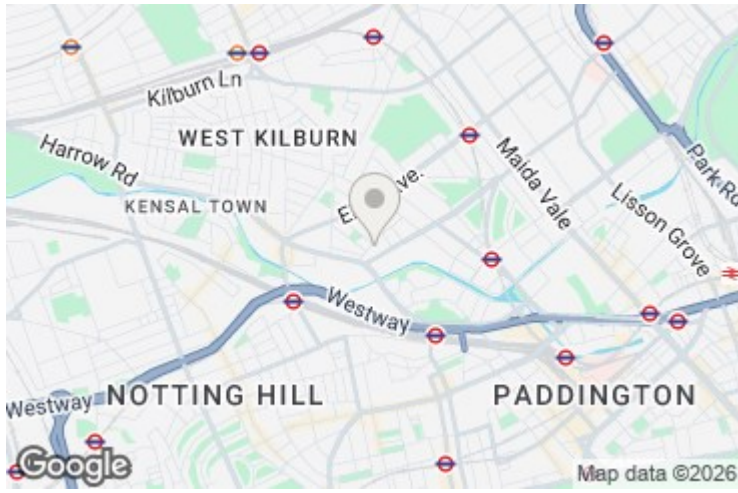 Kilburn Ln
WEST KILBURN
Harrow Rd
Maida Vale
Park Rd
KENSAL TOWN
Lisson Grove
Westway
Westway
NOTTING HILL
PADDINGTON
Google
Map data ©2026